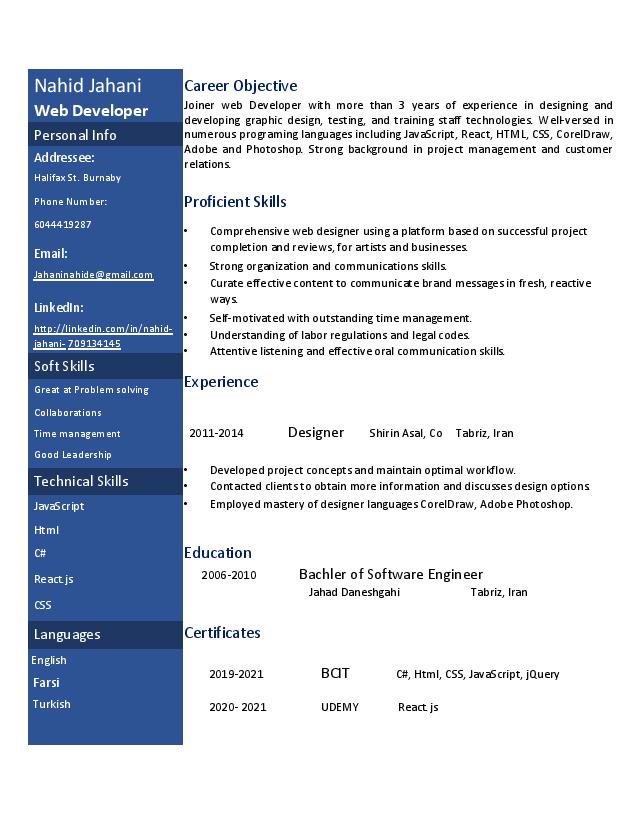 Nahid Jahani
Web Developer
Personal Info
Addressee:
Halifax St. Burnaby
Phone Number:
6044419287
Email:
Jahaninahide@gmail.com
LinkedIn:
http://linkedin.com/in/nahid-
jahani- 709134145
Soft Skills
Great at Problem solving
Collaborations
Time management
Good Leadership
Technical Skills
JavaScript
Html
C#
React.js
CSS
Languages
English
Farsi
Turkish
Career Objective
Joiner web Developer with more than 3 years of experience in designing and
developing graphic design, testing, and training staff technologies. Well-versed in
numerous programing languages including JavaScript, React, HTML, CSS, CorelDraw,
Adobe and Photoshop. Strong background in project management and customer
relations.
Proficient Skills
• Comprehensive web designer using a platform based on successful project
completion and reviews, for artists and businesses.
• Strong organization and communications skills.
• Curate effective content to communicate brand messages in fresh, reactive
ways.
• Self-motivated with outstanding time management.
• Understanding of labor regulations and legal codes.
• Attentive listening and effective oral communication skills.
Experience
2011-2014 Designer Shirin Asal, Co Tabriz, Iran
• Developed project concepts and maintain optimal workflow.
• Contacted clients to obtain more information and discusses design options.
• Employed mastery of designer languages CorelDraw, Adobe Photoshop.
Education
2006-2010 Bachler of Software Engineer
Jahad Daneshgahi Tabriz, Iran
Certificates
2019-2021 BCIT C#, Html, CSS, JavaScript, jQuery
2020- 2021 UDEMY React.js